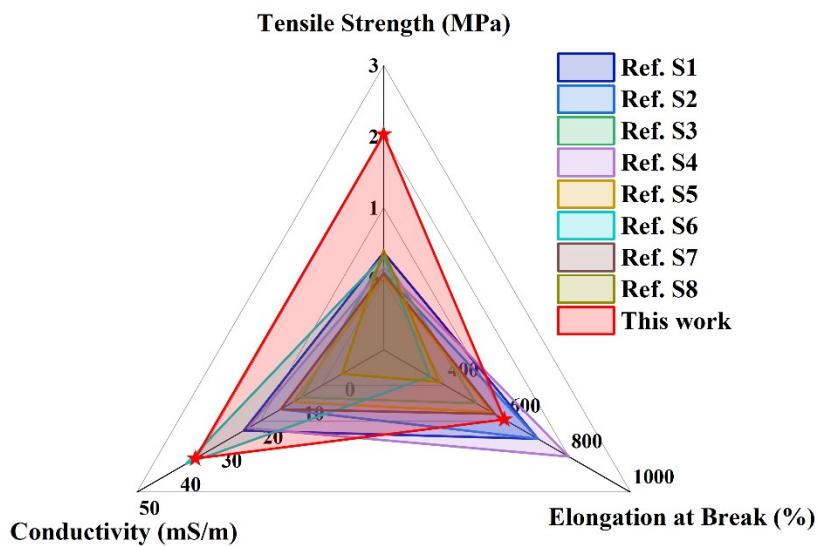 Tensile Strength (MPa)
3
2
1
0
400
600
800
1000
Elongation at Break (%)
0
10
20
30
40
50
Conductivity (mS/m)
Ref. S1
Ref. S2
Ref. S3
Ref. S4
Ref. S5
Ref. S6
Ref. S7
Ref. S8
This work